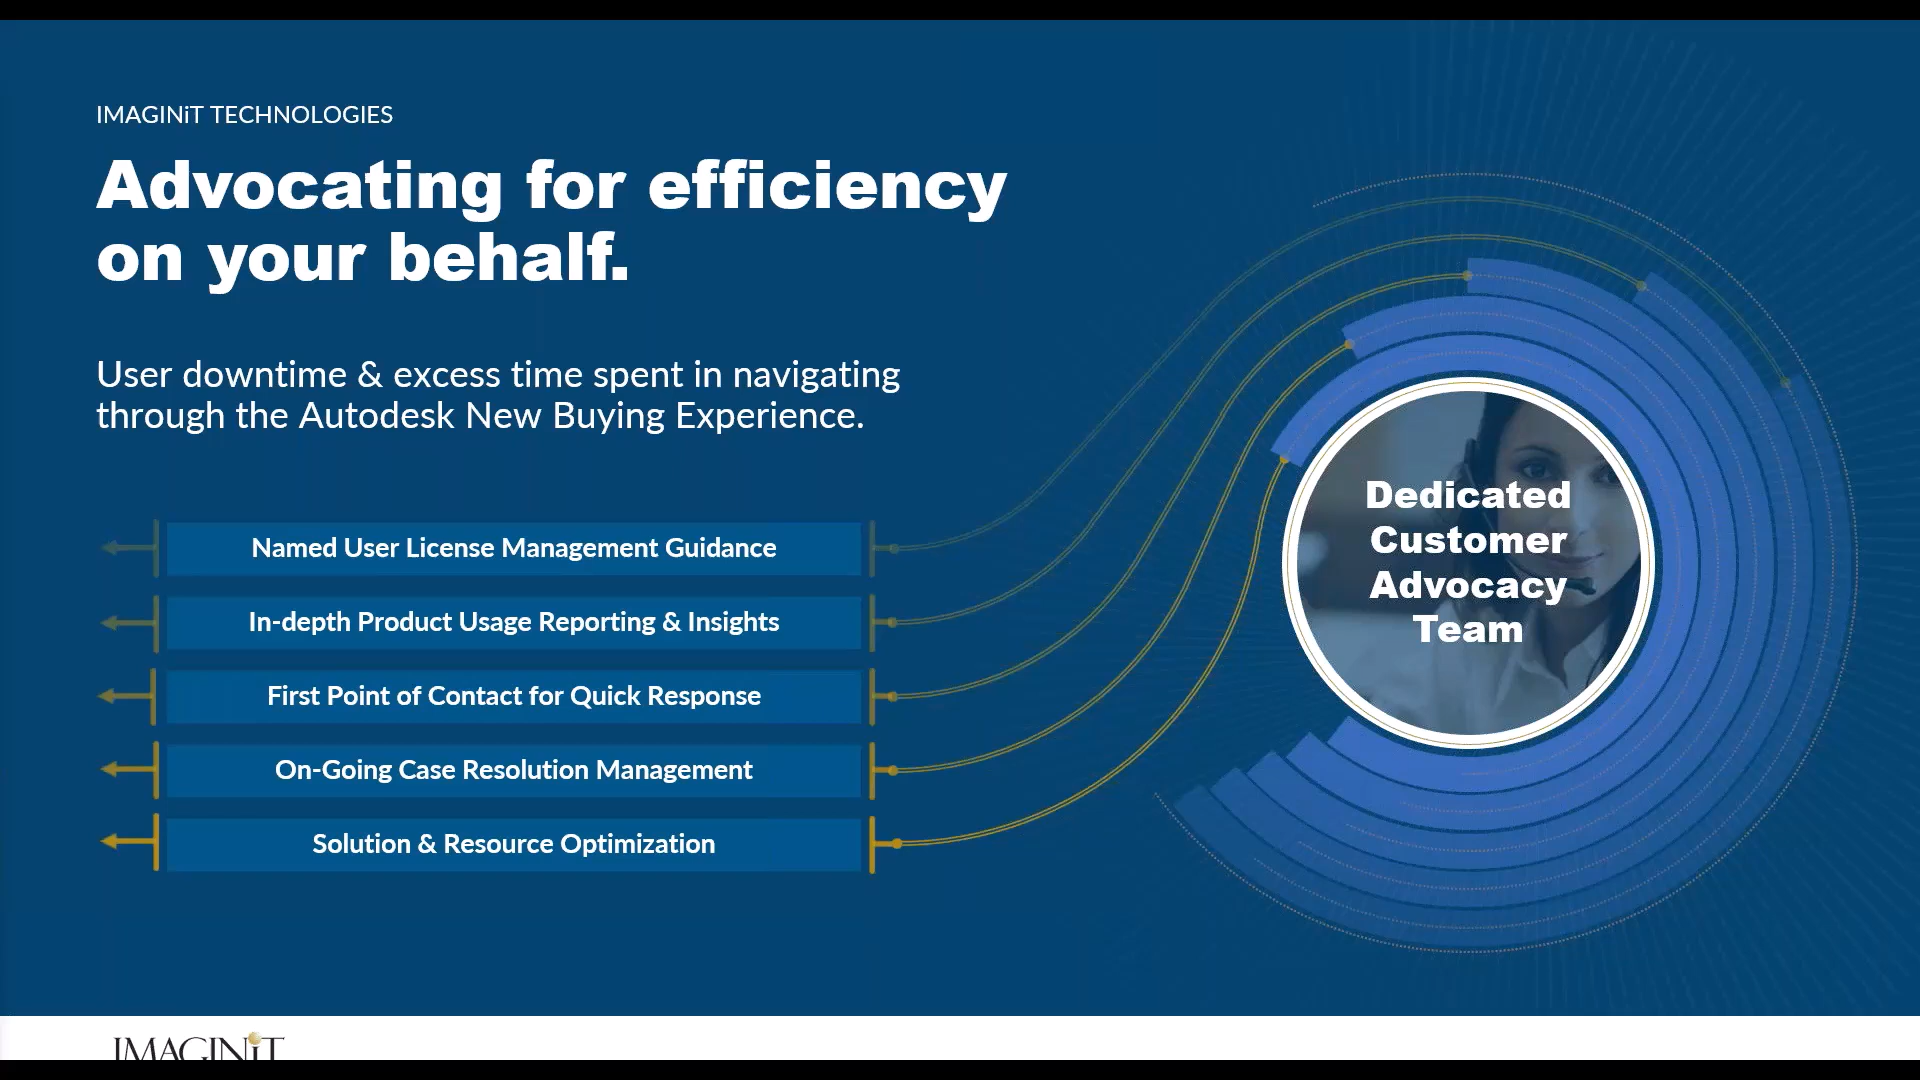 IMAGINiT TECHNOLOGIES
Advocating for efficiency
on your behalf.
User downtime & excess time spent in navigating
through the Autodesk New Buying Experience.
Named User License Management Guidance
In-depth Product Usage Reporting & Insights
First Point of Contact for Quick Response
On-Going Case Resolution Management
Solution & Resource Optimization
Dedicated
Customer
Advocacy
Team
IMAGINiT